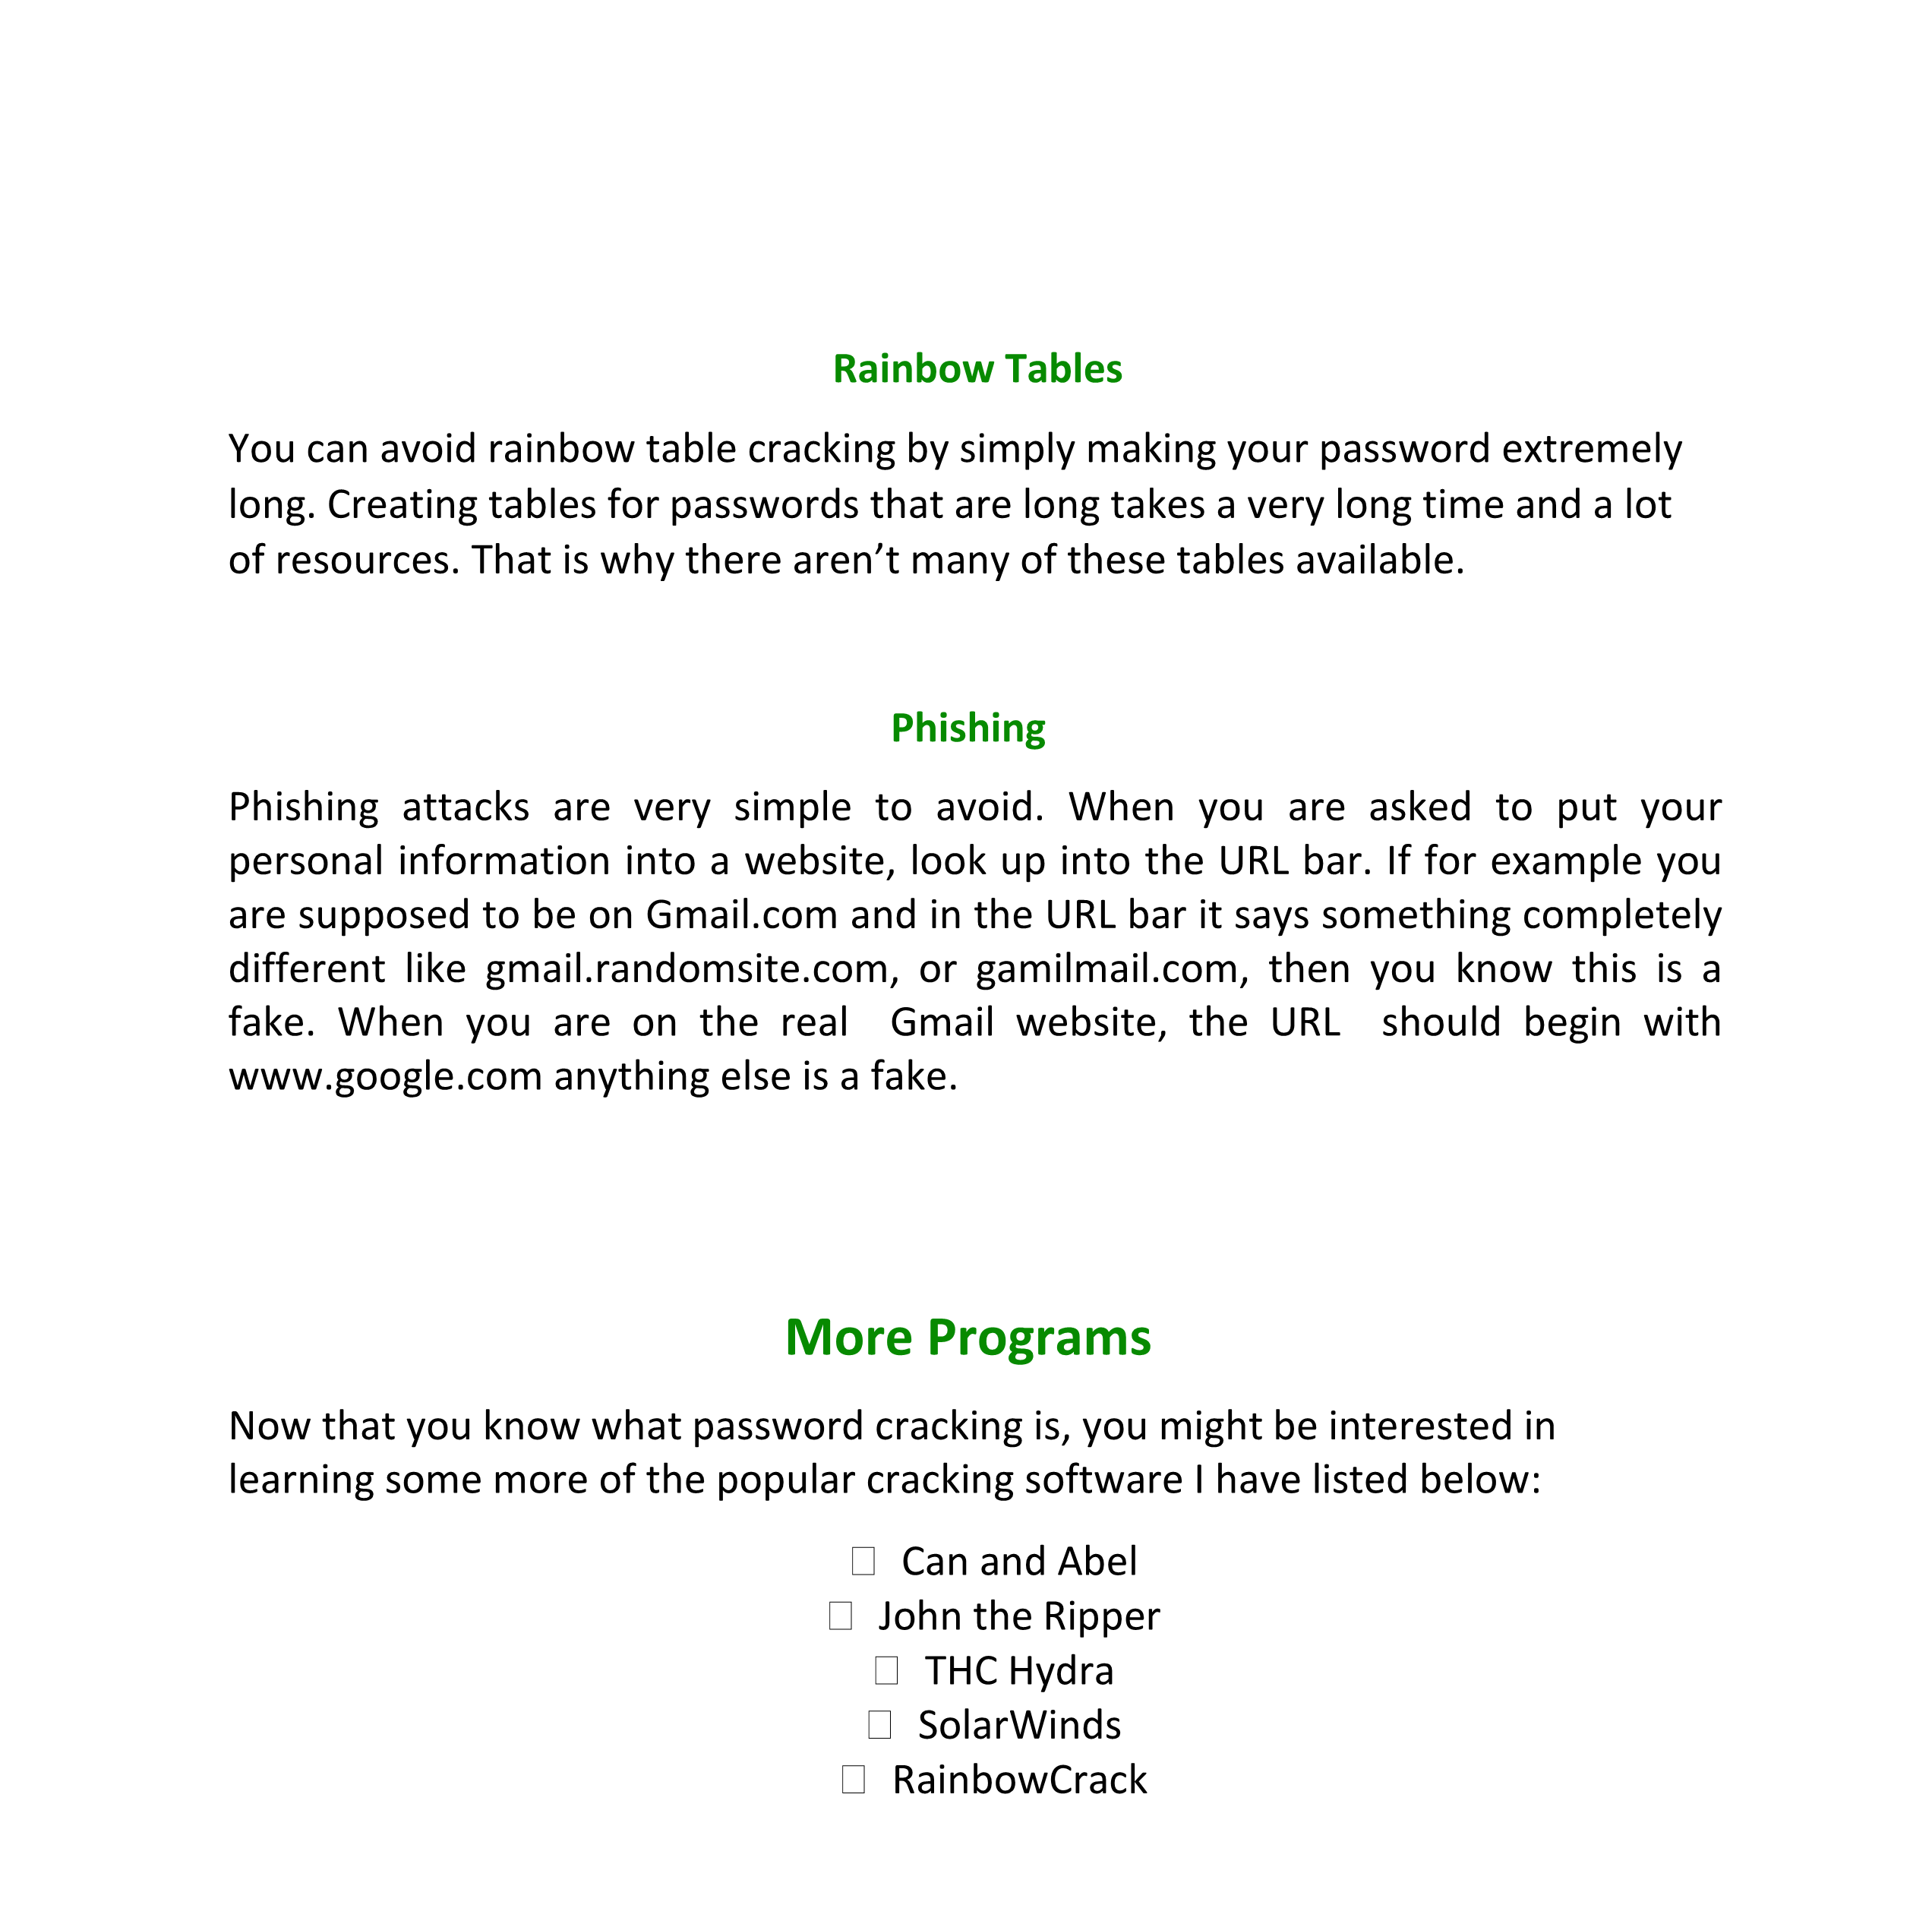 Rainbow Tables
You can avoid rainbow table cracking by simply making your password extremely
long. Creating tables for passwords that are long takes a very long time and a lot
of resources. That is why there aren’t many of these tables available.
Phishing
Phishing attacks are very simple to avoid. When you are asked to put your
personal information into a website, look up into the URL bar. If for example you
are supposed to be on Gmail.com and in the URL bar it says something completely
different like gmail.randomsite.com, or gamilmail.com, then you know this is a
fake. When you are on the real Gmail website, the URL should begin with
www.google.com anything else is a fake.
More Programs
Now that you know what password cracking is, you might be interested in
learning some more of the popular cracking software I have listed below:
Can and Abel
John the Ripper
THC Hydra
SolarWinds
RainbowCrack